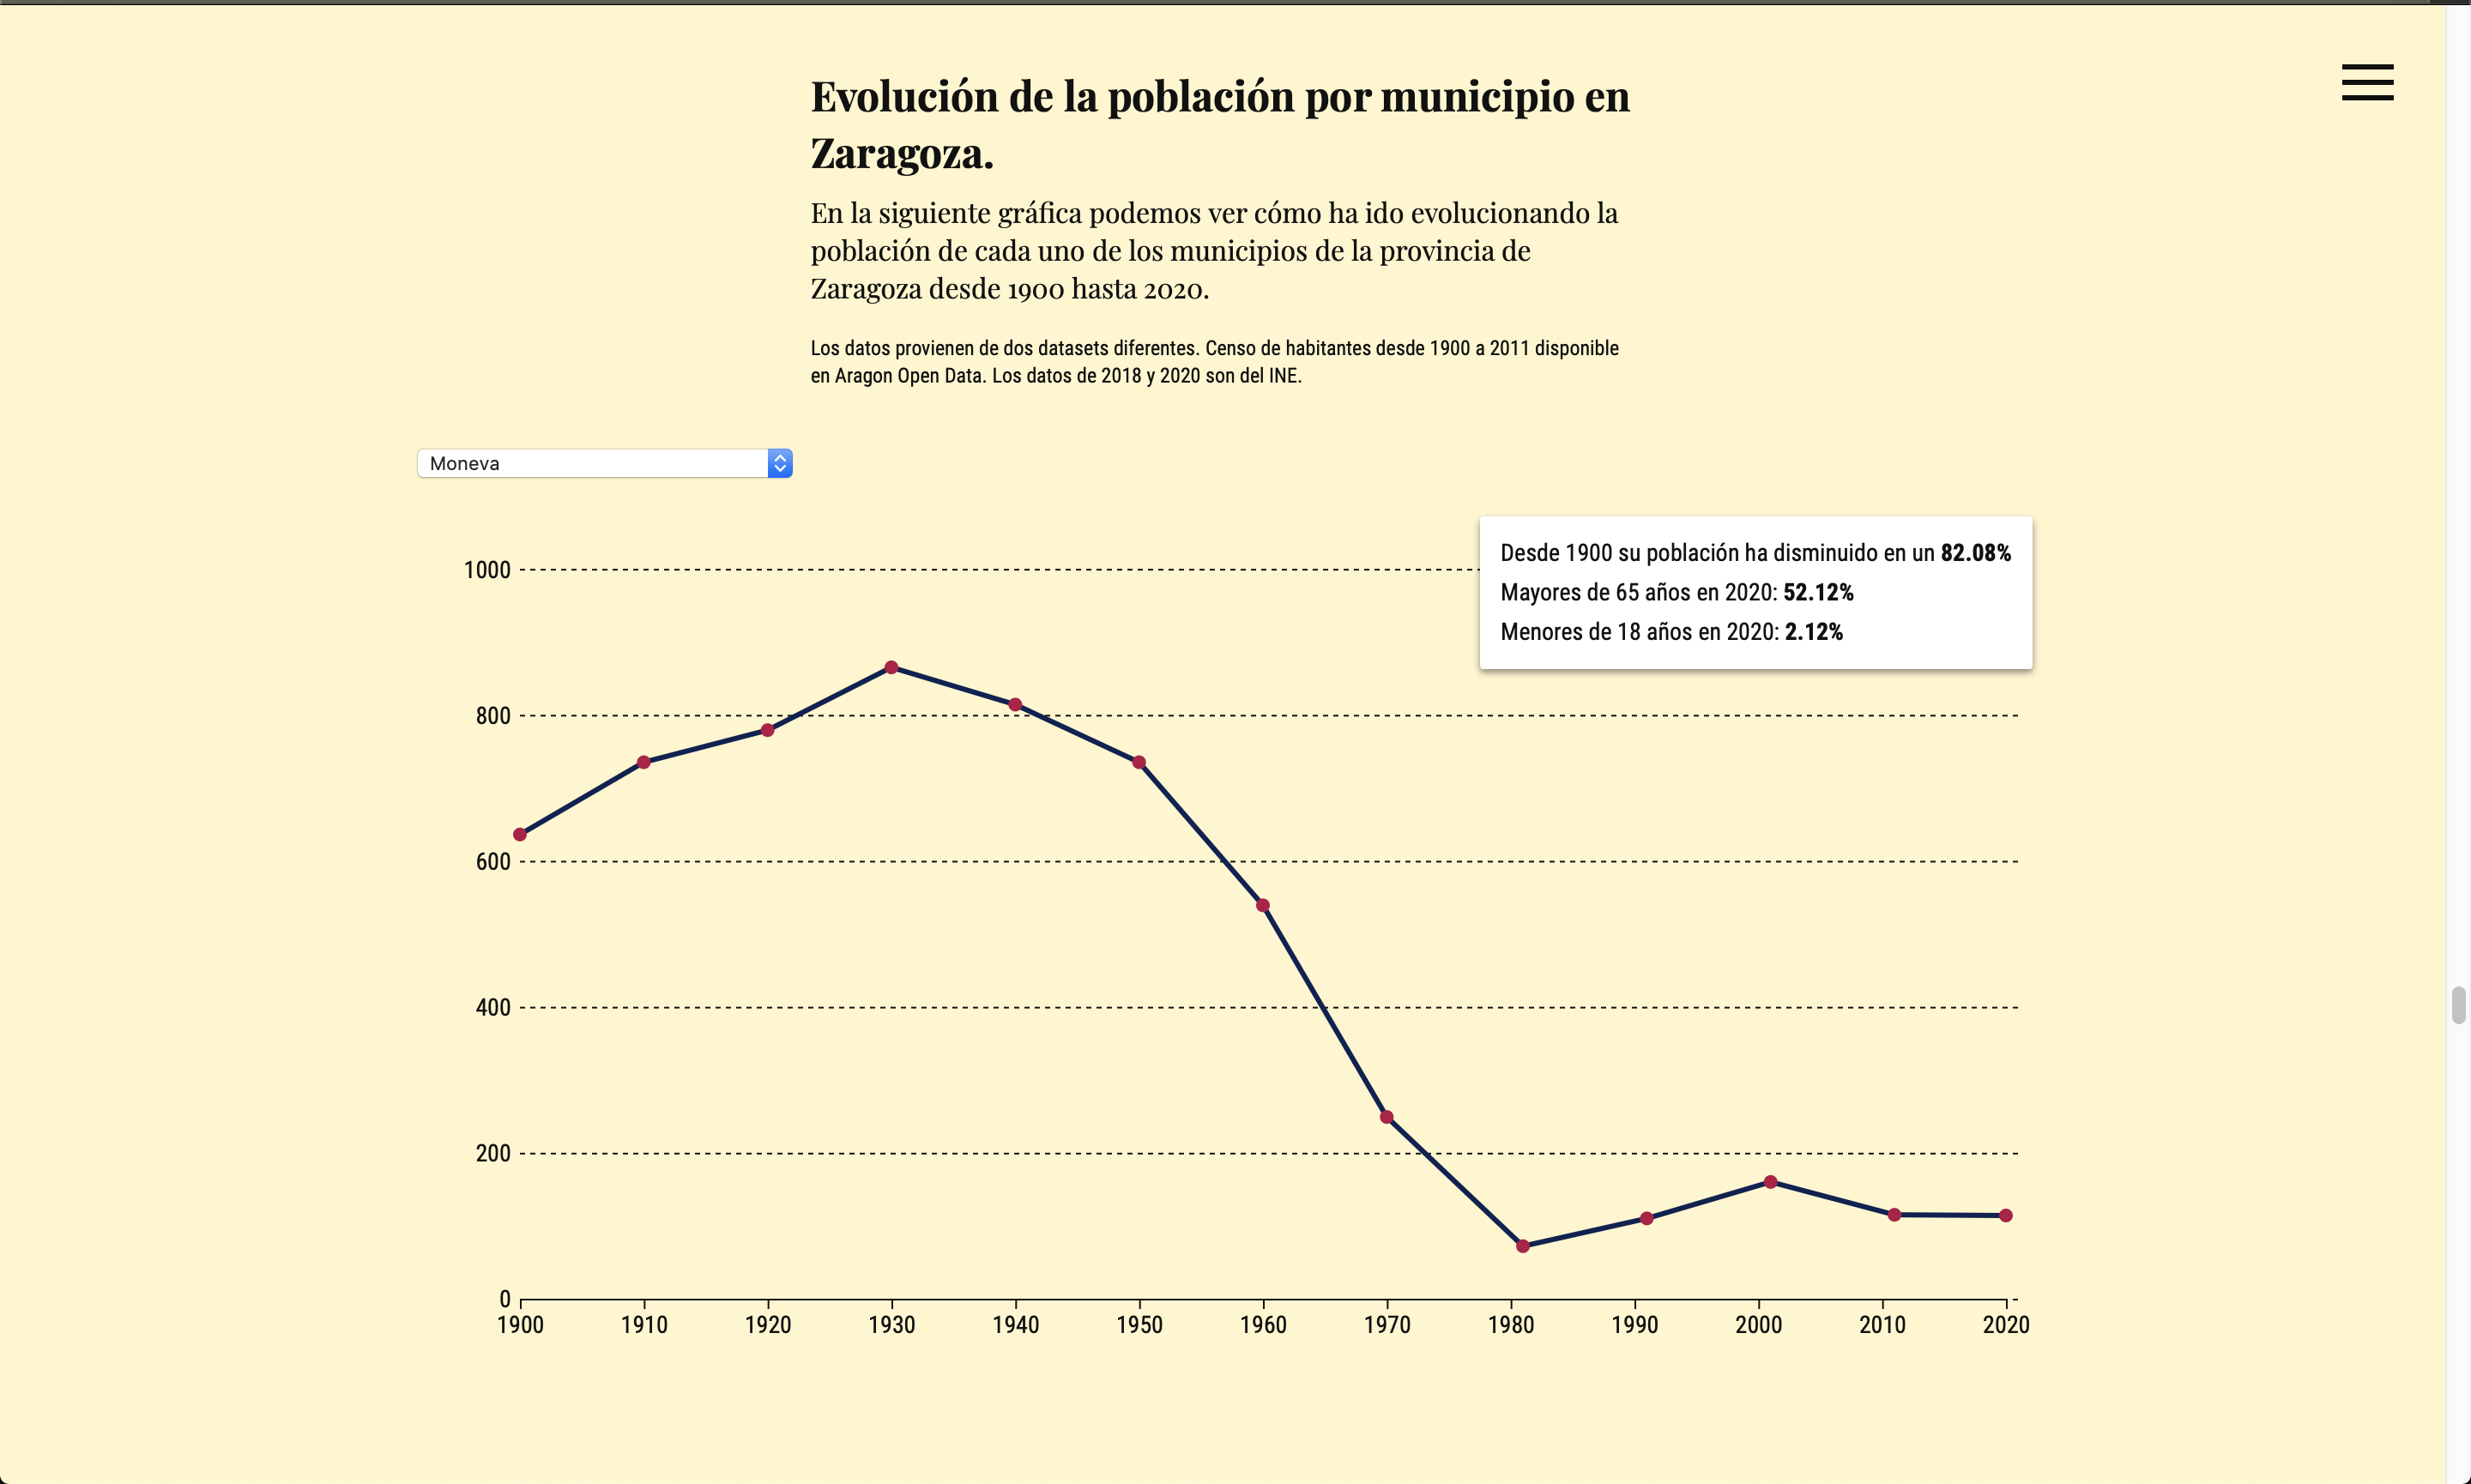 Evolución de la población por municipio en
Zaragoza.
En la siguiente gráfica podemos ver cómo ha ido evolucionando la
población de cada uno de los municipios de la provincia de
Zaragoza desde 1900 hasta 2020.
Los datos provienen de dos datasets diferentes. Censo de habitantes desde 1900 a 2011 disponible
en Aragon Open Data. Los datos de 2018 y 2020 son del INE.
Moneva
Desde 1900 su población ha disminuido en un 82.08%
Mayores de 65 años en 2020: 52.12%
Menores de 18 años en 2020: 2.12%
1000
800
600
400
200
0
1900 1910 1920 1930 1940 1950 1960 1970 1980 1990 2000 2010 2020